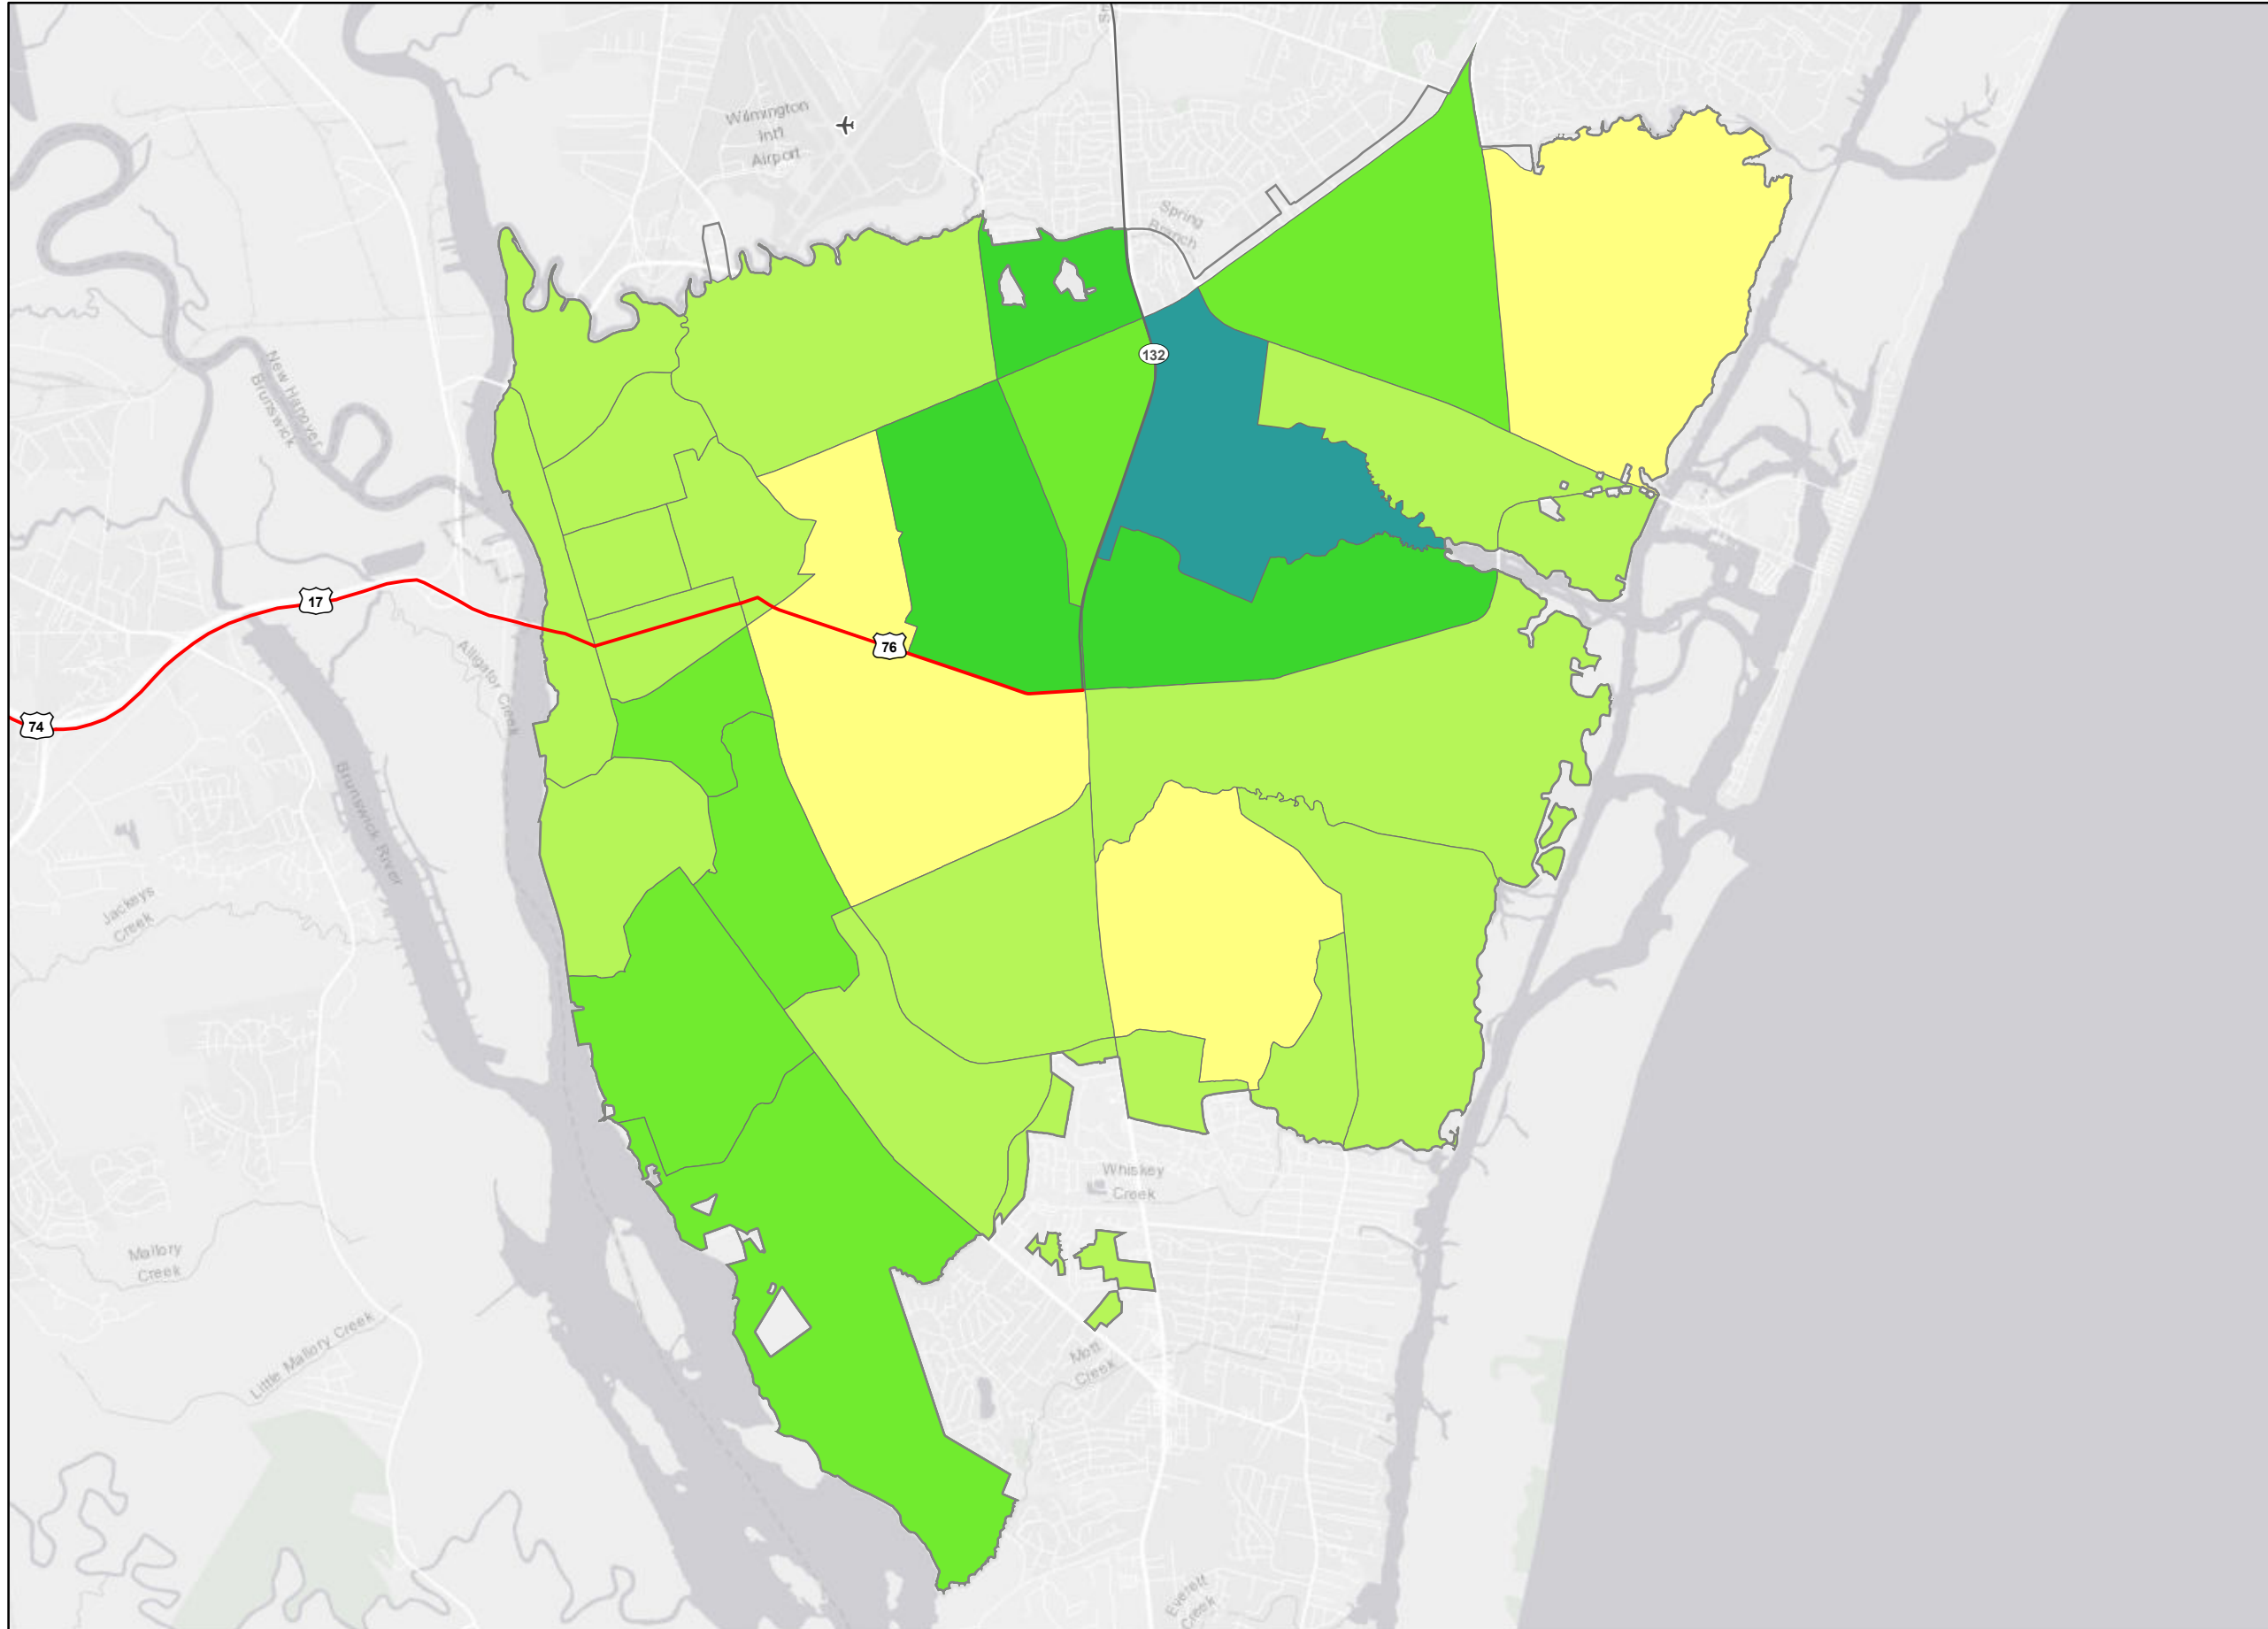 Wilmington
Int'l
Airport
Spring
Branch
132
New Hanover
Brunswick
17
76
Alligator Creek
74
Brunswick River
Jackeys
Creek
Whiskey
Creek
Mallory
Creek
Little Mallory Creek
Mott
Creek
Everett
Creek